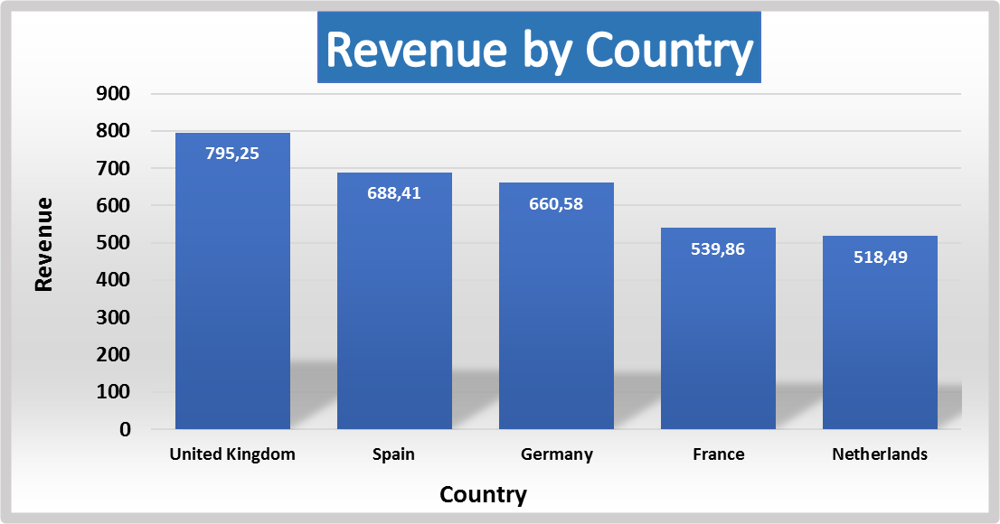 Revenue by Country
900
800
700
600
500
400
300
200
100
0
795,25
688,41
660,58
539,86
518,49
United Kingdom
Spain
Germany
France
Netherlands
Revenue
Country